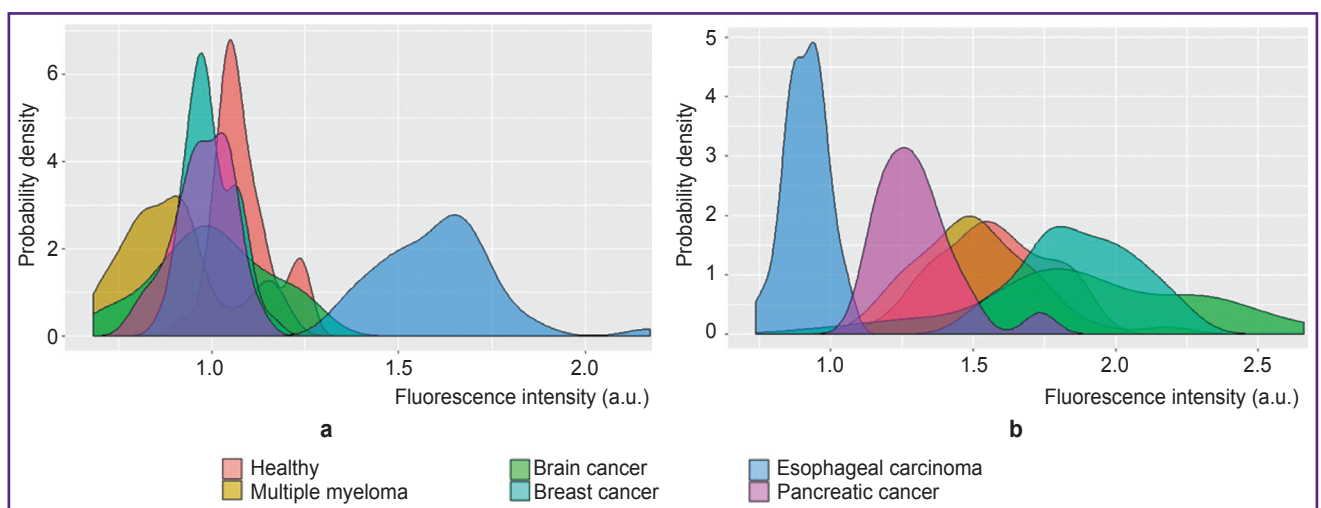 Probability density
6
4
2
0
1.0 1.5 2.0
Fluorescence intensity (a.u.)
a
Probability density
5
4
3
2
1
0
1.0 1.5 2.0 2.5
Fluorescence intensity (a.u.)
b
Healthy
Multiple myeloma
Brain cancer
Breast cancer
Esophageal carcinoma
Pancreatic cancer